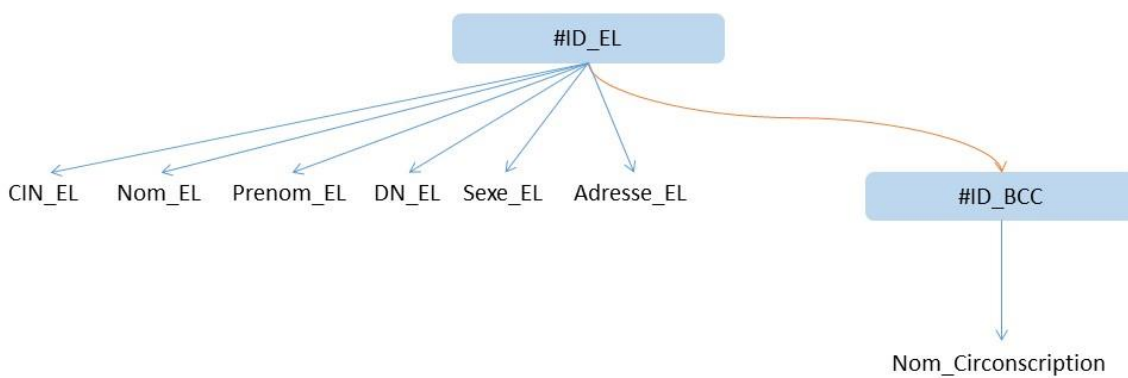 #ID_EL
CIN_EL Nom_EL Prenom_EL DN_EL Sexe_EL Adresse_EL
#ID_BCC
Nom_Circonscription